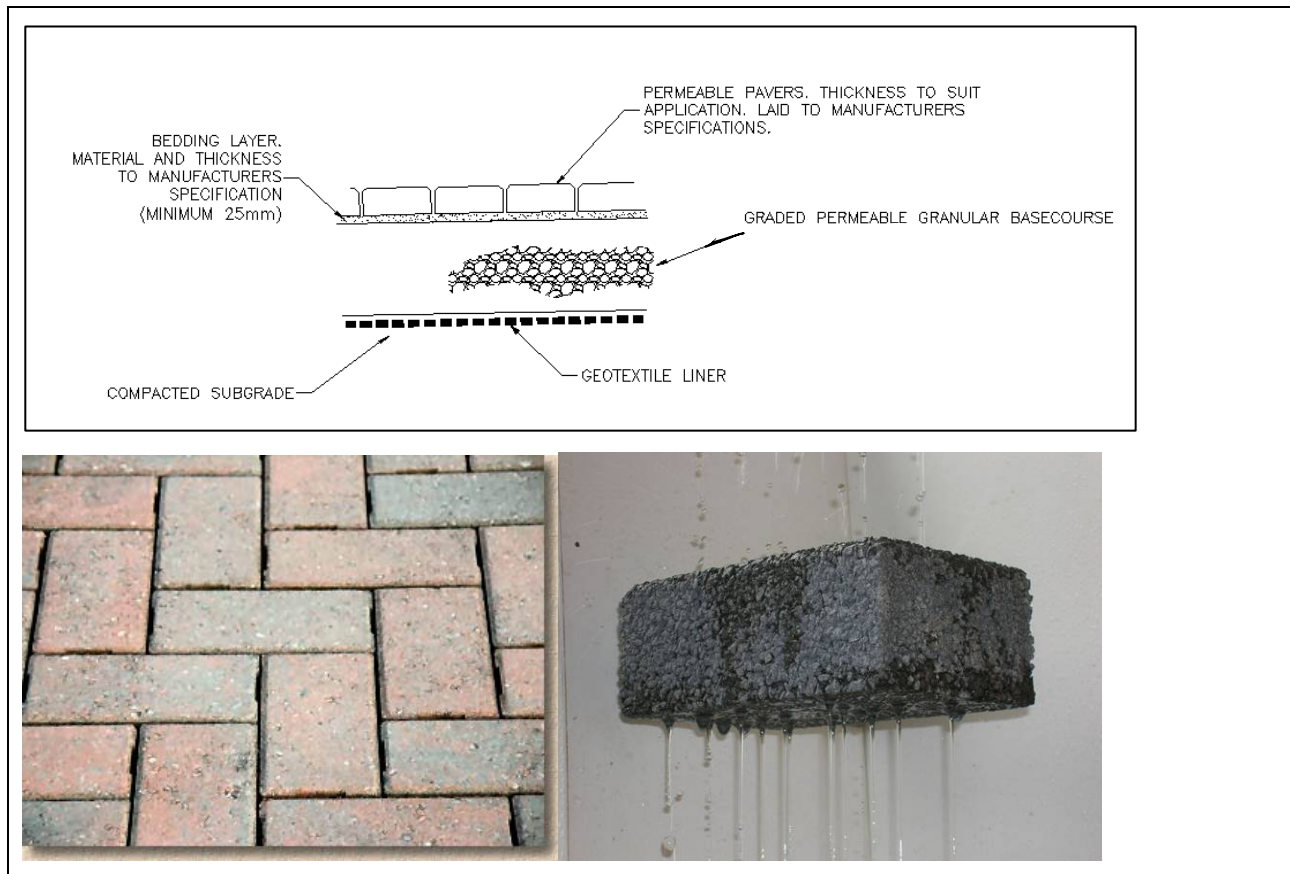 PERMEABLE PAVERS. THICKNESS TO SUIT
APPLICATION. LAID TO MANUFACTURERS
SPECIFICATIONS.
BEDDING LAYER.
MATERIAL AND THICKNESS
TO MANUFACTURERS
SPECIFICATION
(MINIMUM 25mm)
GRADED PERMEABLE GRANULAR BASECOURSE
GEOTEXTILE LINER
COMPACTED SUBGRADE